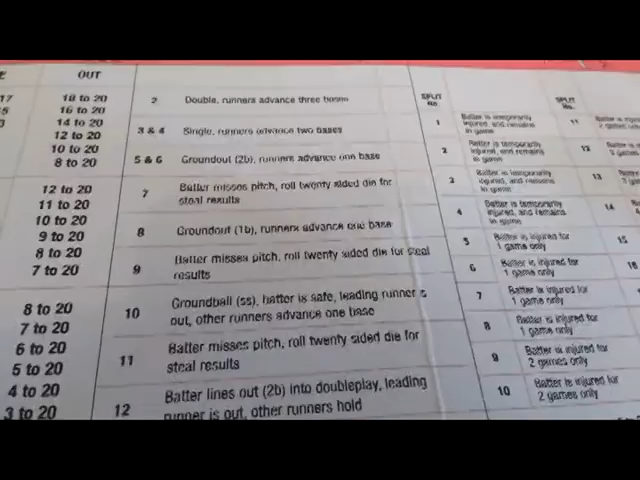 OUT
17 18 to 20
16 to 20
14 to 20
12 to 20
10 to 20
8 to 20
12 to 20
11 to 20
10 to 20
9 to 20
8 to 20
7 to 20
8 to 20
7 to 20
6 to 20
5 to 20
4 to 20
3 to 20
2 Double, runners advance three bases
3 & 4 Single, runners advance two bases
5 & 6 Groundout (2b), runners advance one base
7 Batter misses pitch, roll twenty sided die for
steal results
8 Groundout (1b), runners advance one base
9 Batter misses pitch, roll twenty sided die for steal
results
10 Groundball (ss), batter is safe, leading runner is
out, other runners advance one base
11 Batter misses pitch, roll twenty sided die for
steal results
12 Batter lines out (2b) into doubleplay, leading
runner is out, other runners hold
SPLIT
No.
1 Batter is temporarily
injured, and remains
in game
2 Batter is temporarily
injured, and remains
in game
3 Batter is temporarily
injured, and remains
in game
4 Batter is temporarily
injured, and remains
in game
5 Batter is injured for
1 game only
6 Batter is injured for
1 game only
7 Batter is injured for
1 game only
8 Batter is injured for
1 game only
9 Batter is injured for
2 games only
10 Batter is injured for
2 games only
SPLIT
No.
11
12
13
14
15
16